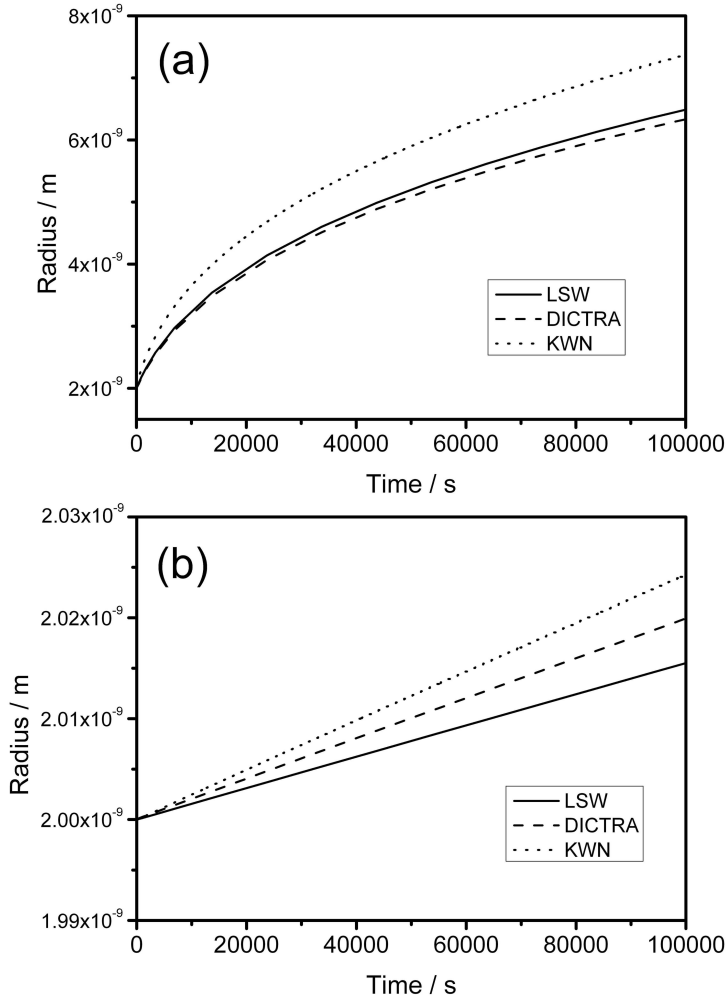 8x10⁻⁹
(a)
6x10⁻⁹
Radius / m
4x10⁻⁹
LSW
DICTRA
KWN
2x10⁻⁹
0 20000 40000 60000 80000 100000
Time / s
2.03x10⁻⁹
(b)
2.02x10⁻⁹
Radius / m
2.01x10⁻⁹
LSW
DICTRA
KWN
2.00x10⁻⁹
1.99x10⁻⁹
0 20000 40000 60000 80000 100000
Time / s